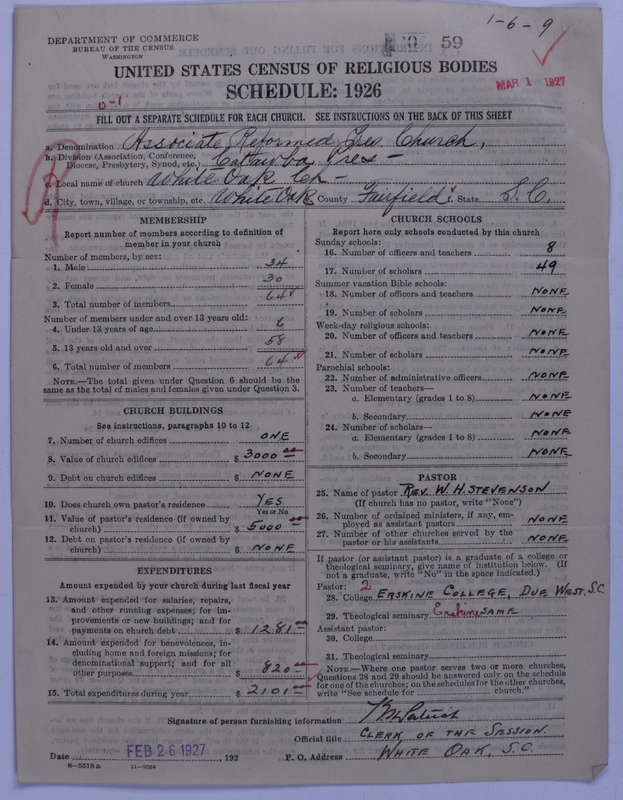 1-6-9
DEPARTMENT OF COMMERCE
BUREAU OF THE CENSUS
WASHINGTON
59
MAR 1 1927
UNITED STATES CENSUS OF RELIGIOUS BODIES
SCHEDULE: 1926
0-1
FILL OUT A SEPARATE SCHEDULE FOR EACH CHURCH. SEE INSTRUCTIONS ON THE BACK OF THIS SHEET
a. Denomination Associate Reformed Pres Church,
b. Division (Association, Conference, Diocese, Presbytery, Synod, etc.) Catawba Pres-
c. Local name of church White Oak Ch-
d. City, town, village, or township, etc. White Oak County Fairfield f. State S.C.
MEMBERSHIP
Report number of members according to definition of
member in your church
Number of members, by sex:
1. Male 34
2. Female 30
3. Total number of members 64
Number of members under and over 13 years old:
4. Under 13 years of age 6
5. 13 years old and over 58
6. Total number of members 64
NOTE.—The total given under Question 6 should be the
same as the total of males and females given under Question 3.
CHURCH BUILDINGS
See instructions, paragraphs 10 to 12
7. Number of church edifices ONE
8. Value of church edifices $ 3000 00
9. Debt on church edifices $ NONE
10. Does church own pastor's residence YES
Yes or No
11. Value of pastor's residence (if owned by
church) $ 5000
12. Debt on pastor's residence (if owned by
church) $ NONE
EXPENDITURES
Amount expended by your church during last fiscal year
13. Amount expended for salaries, repairs,
and other running expenses; for im-
provements or new buildings; and for
payments on church debt $ 1281
14. Amount expended for benevolences, in-
cluding home and foreign missions; for
denominational support; and for all
other purposes $ 820
15. Total expenditures during year $ 2101
CHURCH SCHOOLS
Report here only schools conducted by this church
Sunday schools:
16. Number of officers and teachers 8
17. Number of scholars 49
Summer vacation Bible schools:
18. Number of officers and teachers NONE
19. Number of scholars NONE
Week-day religious schools:
20. Number of officers and teachers NONE
21. Number of scholars NONE
Parochial schools:
22. Number of administrative officers NONE
23. Number of teachers—
a. Elementary (grades 1 to 8) NONE
b. Secondary NONE
24. Number of scholars—
a. Elementary (grades 1 to 8) NONE
b. Secondary NONE
PASTOR
25. Name of pastor REV. W. H. STEVENSON
(If church has no pastor, write "None")
26. Number of ordained ministers, if any, em-
ployed as assistant pastors NONE
27. Number of other churches served by the
pastor or his assistants NONE
If pastor (or assistant pastor) is a graduate of a college or
theological seminary, give name of institution below. (If
not a graduate, write "No" in the space indicated.)
Pastor: 2
28. College ERSKINE COLLEGE, DUE WEST, S.C.
29. Theological seminary Erskine SAME
Assistant pastor:
30. College
31. Theological seminary
NOTE.—Where one pastor serves two or more churches,
Questions 28 and 29 should be answered only on the schedule
for one of the churches; on the schedules for the other churches,
write "See schedule for church."
Signature of person furnishing information Patrick
Official title CLERK OF THE SESSION
Date FEB 26 1927, 192 P. O. Address WHITE OAK, S.C.
8-5518a 11-9664